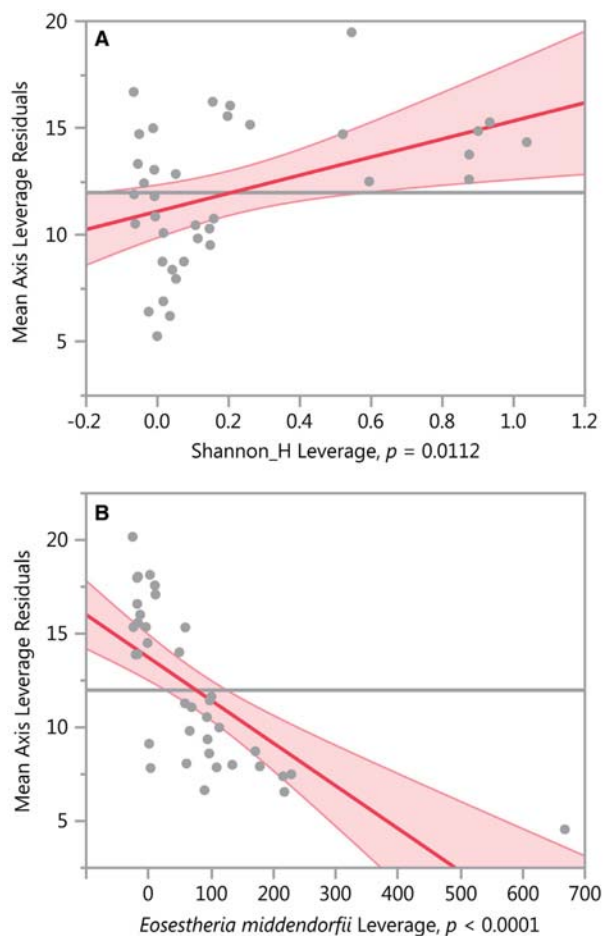 A
Mean Axis Leverage Residuals
20
15
10
5
-0.2 0.0 0.2 0.4 0.6 0.8 1.0 1.2
Shannon_H Leverage, p = 0.0112
B
Mean Axis Leverage Residuals
20
15
10
5
0 100 200 300 400 500 600 700
Eosestheria middendorfii Leverage, p < 0.0001